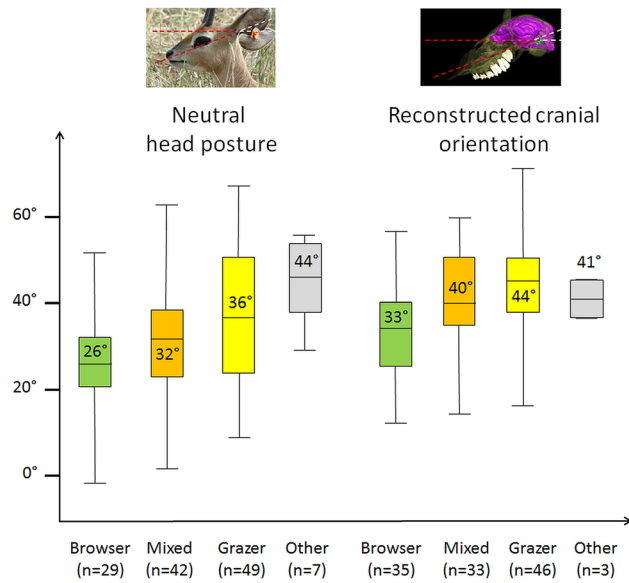 Neutral
head posture
Reconstructed cranial
orientation
60°
40°
20°
0°
26°
32°
36°
44°
33°
40°
44°
41°
Browser
(n=29)
Mixed
(n=42)
Grazer
(n=49)
Other
(n=7)
Browser
(n=35)
Mixed
(n=33)
Grazer
(n=46)
Other
(n=3)